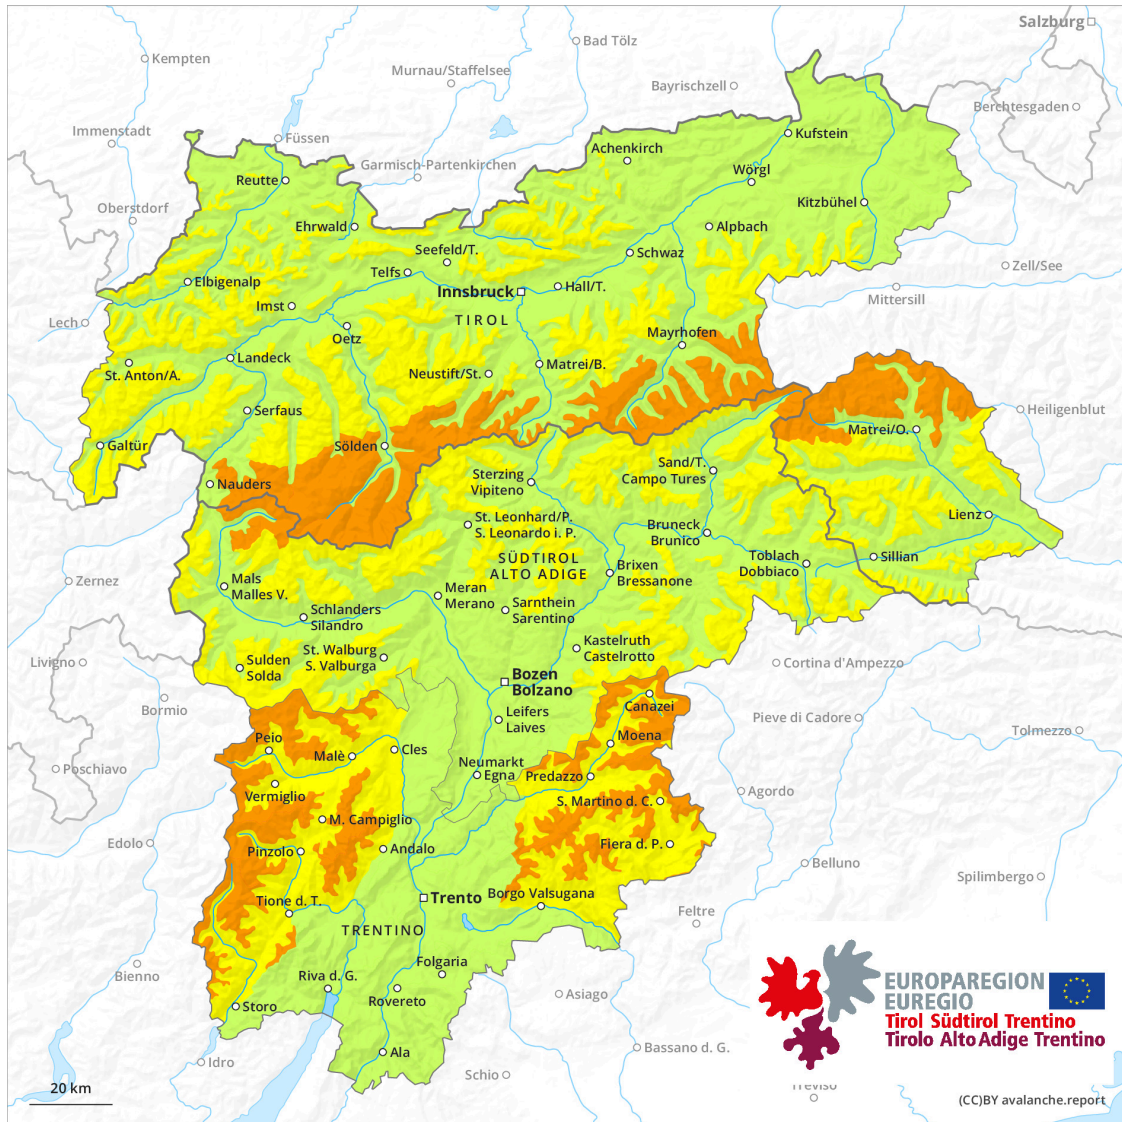 Salzburg
Bad Tölz
Kempten
Murnau/Staffelsee
Bayrischzell
Berchtesgaden
Immenstadt
Füssen
Kufstein
Achenkirch
Garmisch-Partenkirchen
Wörgl
Reutte
Oberstdorf
Kitzbühel
Ehrwald
Alpbach
Seefeld/T.
Schwaz
Zell/See
Telfs
Elbigenalp
Hall/T.
Innsbruck
Mittersill
Imst
TIROL
Lech
Oetz
Mayrhofen
Landeck
Matrei/B.
St. Anton/A.
Neustift/St.
Serfaus
Heiligenblut
Matrei/O.
Galtür
Sölden
Sand/T.
Campo Tures
Sterzing
Vipiteno
Nauders
Lienz
St. Leonhard/P.
S. Leonardo i. P.
Bruneck
Brunico
SÜDTIROL
ALTO ADIGE
Toblach
Dobbiaco
Sillian
Brixen
Bressanone
Zernez
Mals
Malles V.
Meran
Merano
Sarnthein
Sarentino
Schlanders
Silandro
Kastelruth
Castelrotto
St. Walburg
S. Valburga
Livigno
Sulden
Solda
Cortina d'Ampezzo
Bozen
Bolzano
Bormio
Canazei
Leifers
Laives
Pieve di Cadore
Tolmezzo
Moena
Peio
Malè
Cles
Neumarkt
Egna
Poschiavo
Predazzo
Vermiglio
Agordo
S. Martino d. C.
M. Campiglio
Edolo
Pinzolo
Andalo
Fiera d. P.
Belluno
Spilimbergo
Borgo Valsugana
Trento
Tione d. T.
Feltre
TRENTINO
Folgaria
Bienno
Riva d. G.
Rovereto
Asiago
Storo
EUROPAREGION
EUREGIO
Tirol Südtirol Trentino
Tirolo Alto Adige Trentino
Bassano d. G.
Ala
Idro
Schio
Treviso
20 km
(CC)BY avalanche.report